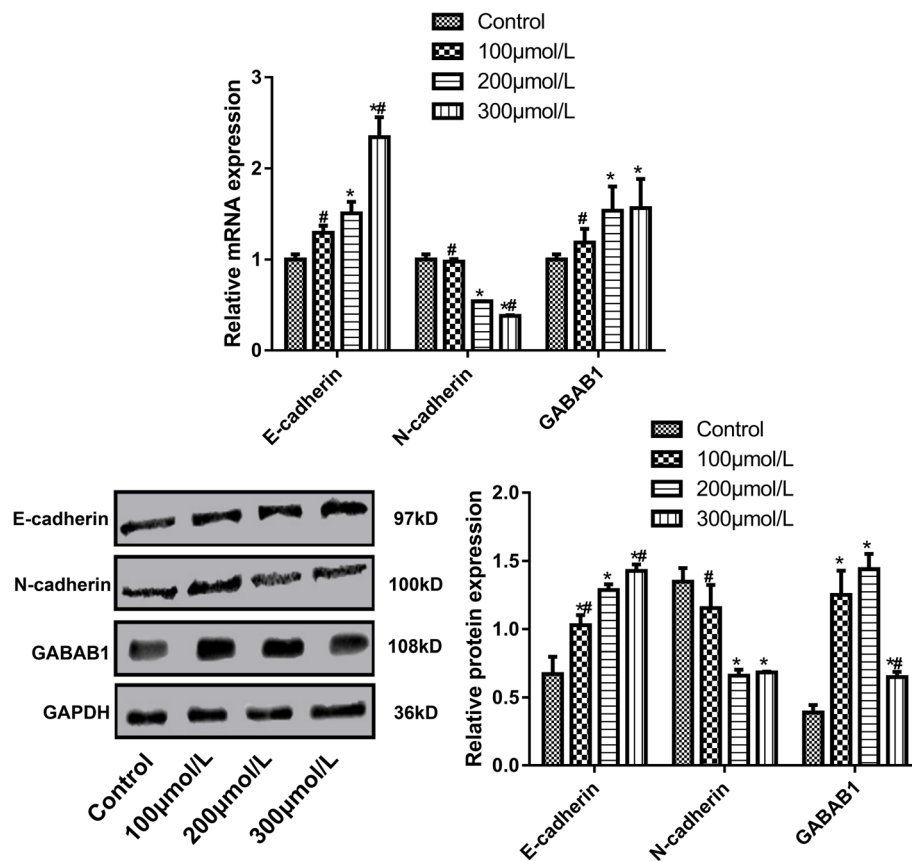 Control
100µmol/L
200µmol/L
300µmol/L
Relative mRNA expression
3
2
1
0
#
*
*#
#
*
*#
#
*
*
E-cadherin
N-cadherin
GABAB1
E-cadherin
97kD
N-cadherin
100kD
GABAB1
108kD
GAPDH
36kD
Control
100µmol/L
200µmol/L
300µmol/L
Control
100µmol/L
200µmol/L
300µmol/L
Relative protein expression
2.0
1.5
1.0
0.5
0.0
*#
*
*#
#
*
*
*
*
*#
E-cadherin
N-cadherin
GABAB1